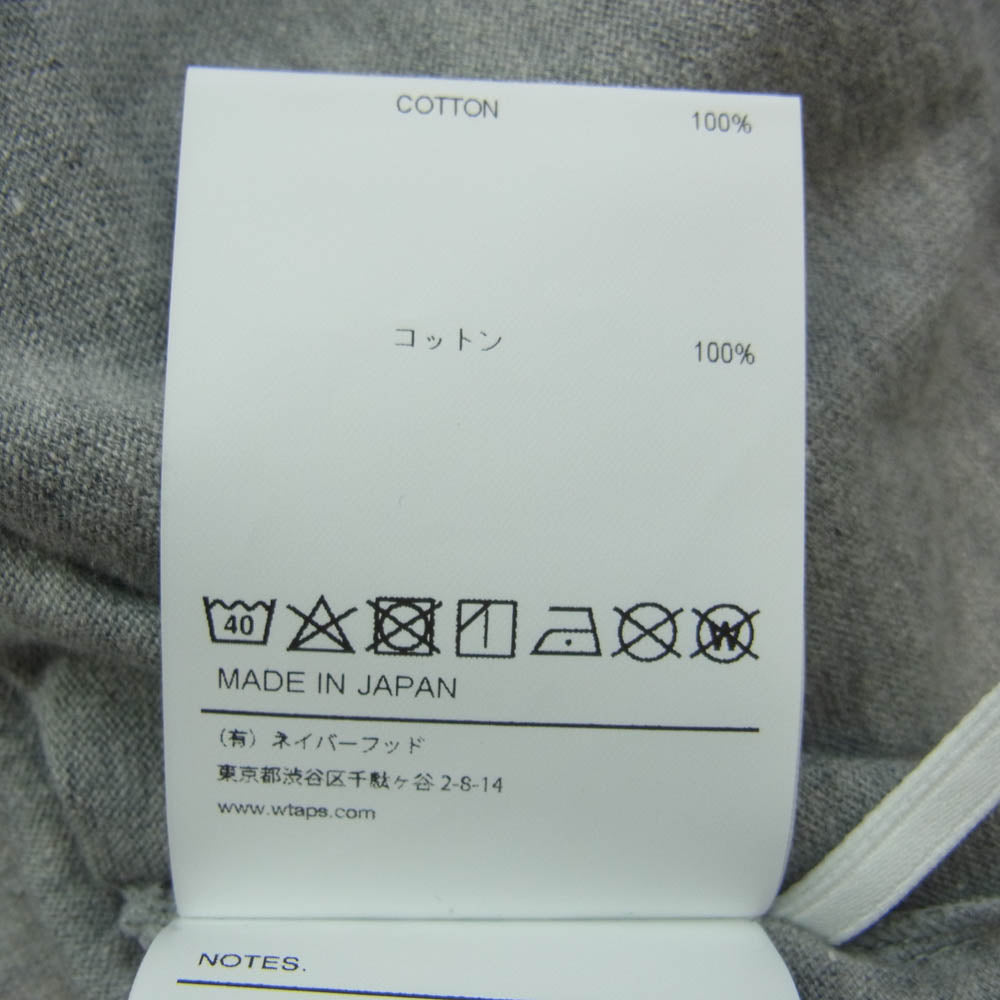 COTTON 100%
コットン 100%
40 W
MADE IN JAPAN
(有) ネイバーフッド
東京都渋谷区千駄ヶ谷 2-8-14
www.wtaps.com
NOTES.